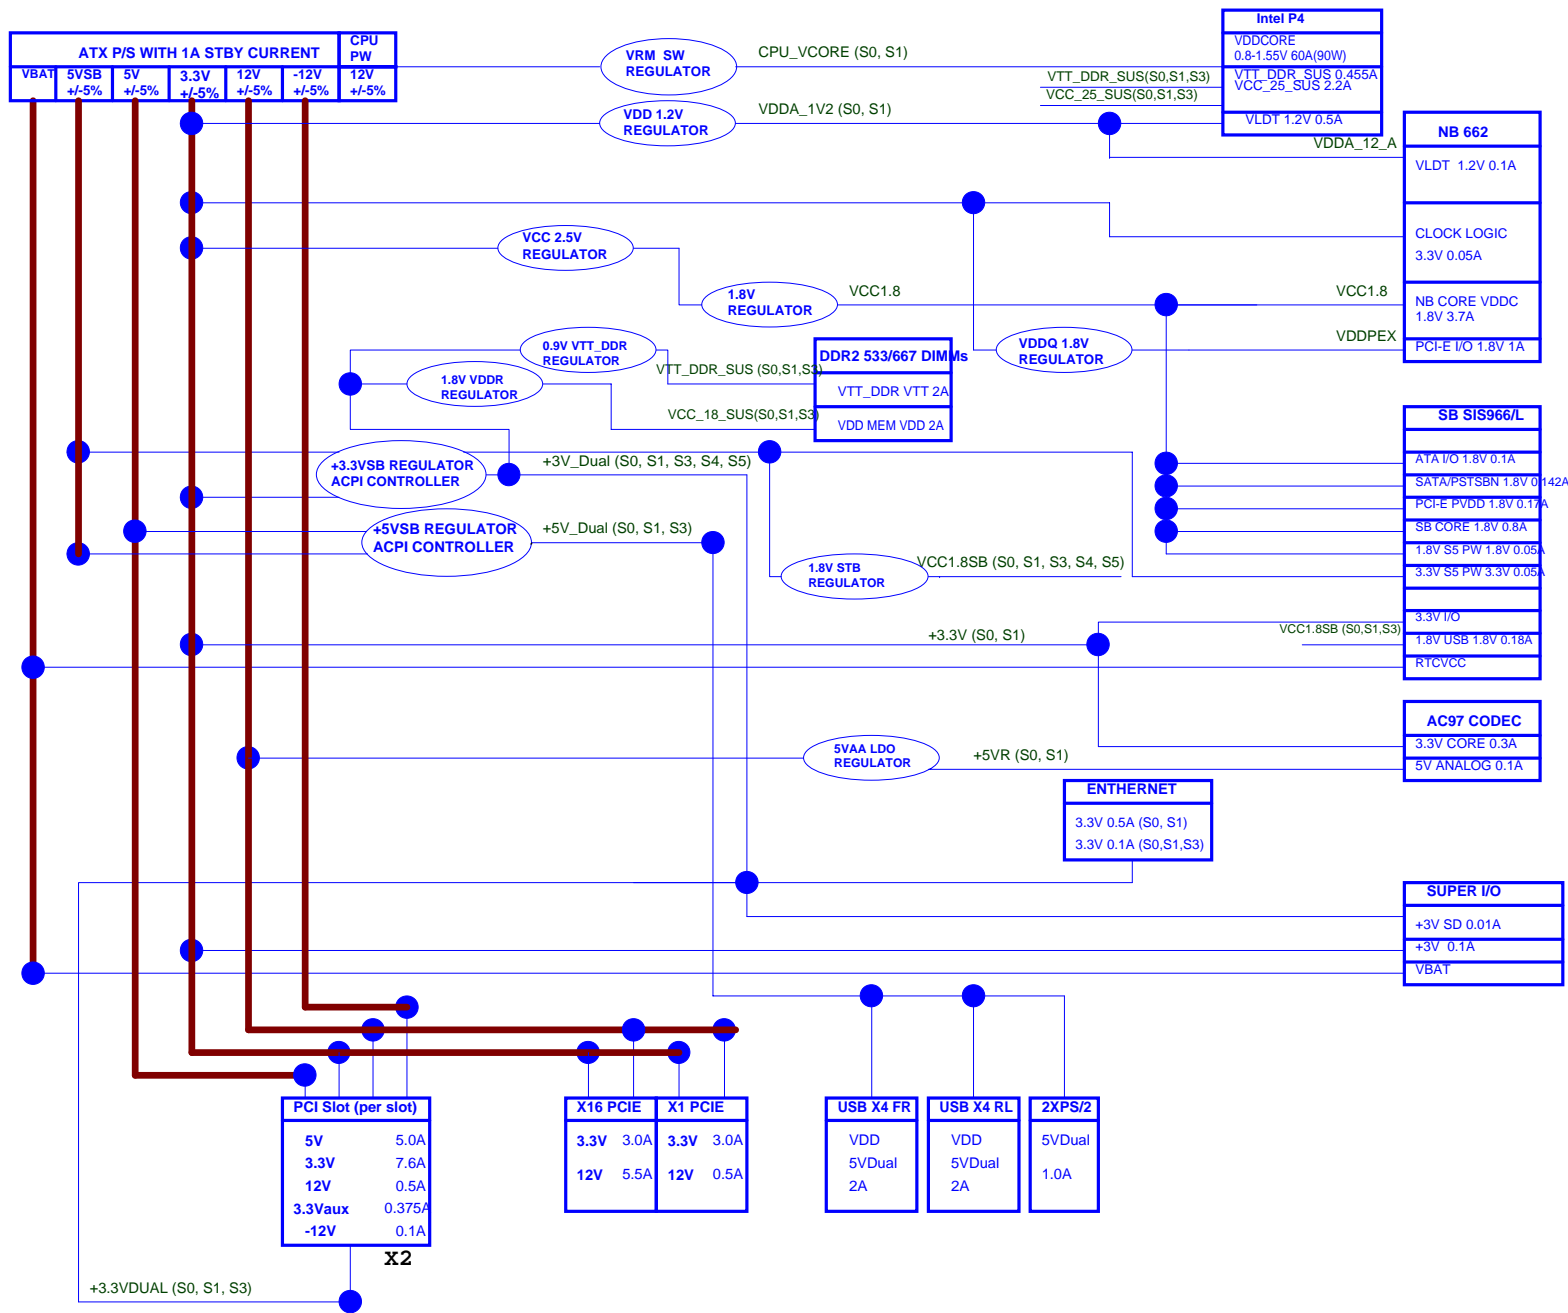 ATX P/S WITH 1A STBY CURRENT
CPU
PW
VBAT
5VSB
+/-5%
5V
+/-5%
3.3V
+/-5%
12V
+/-5%
-12V
+/-5%
12V
+/-5%
VRM SW
REGULATOR
CPU_VCORE (S0, S1)
Intel P4
VDDCORE
0.8-1.55V 60A(90W)
VTT_DDR_SUS(S0,S1,S3)
VTT_DDR_SUS 0.455A
VCC_25_SUS 2.2A
VCC_25_SUS(S0,S1,S3)
VLDT 1.2V 0.5A
VDD 1.2V
REGULATOR
VDDA_1V2 (S0, S1)
VDDA_12_A
NB 662
VLDT 1.2V 0.1A
CLOCK LOGIC
3.3V 0.05A
VCC1.8
NB CORE VDDC
1.8V 3.7A
VDDPEX
PCI-E I/O 1.8V 1A
VCC 2.5V
REGULATOR
1.8V
REGULATOR
VCC1.8
VDDQ 1.8V
REGULATOR
0.9V VTT_DDR
REGULATOR
VTT_DDR_SUS (S0,S1,S3)
1.8V VDDR
REGULATOR
VCC_18_SUS(S0,S1,S3)
DDR2 533/667 DIMMs
VTT_DDR VTT 2A
VDD MEM VDD 2A
+3.3VSB REGULATOR
ACPI CONTROLLER
+3V_Dual (S0, S1, S3, S4, S5)
+5VSB REGULATOR
ACPI CONTROLLER
+5V_Dual (S0, S1, S3)
1.8V STB
REGULATOR
VCC1.8SB (S0, S1, S3, S4, S5)
SB SIS966/L
ATA I/O 1.8V 0.1A
SATA/PSTSBN 1.8V 0.142A
PCI-E PVDD 1.8V 0.17A
SB CORE 1.8V 0.8A
1.8V S5 PW 1.8V 0.05A
3.3V S5 PW 3.3V 0.05A
3.3V I/O
1.8V USB 1.8V 0.18A
RTCVCC
+3.3V (S0, S1)
VCC1.8SB (S0,S1,S3)
AC97 CODEC
3.3V CORE 0.3A
5V ANALOG 0.1A
5VAA LDO
REGULATOR
+5VR (S0, S1)
ENTHERNET
3.3V 0.5A (S0, S1)
3.3V 0.1A (S0,S1,S3)
SUPER I/O
+3V SD 0.01A
+3V 0.1A
VBAT
PCI Slot (per slot)
5V 5.0A
3.3V 7.6A
12V 0.5A
3.3Vaux 0.375A
-12V 0.1A
X2
X16 PCIE
3.3V 3.0A
12V 5.5A
X1 PCIE
3.3V 3.0A
12V 0.5A
USB X4 FR
VDD
5VDual
2A
USB X4 RL
VDD
5VDual
2A
2XPS/2
5VDual
1.0A
+3.3VDUAL (S0, S1, S3)